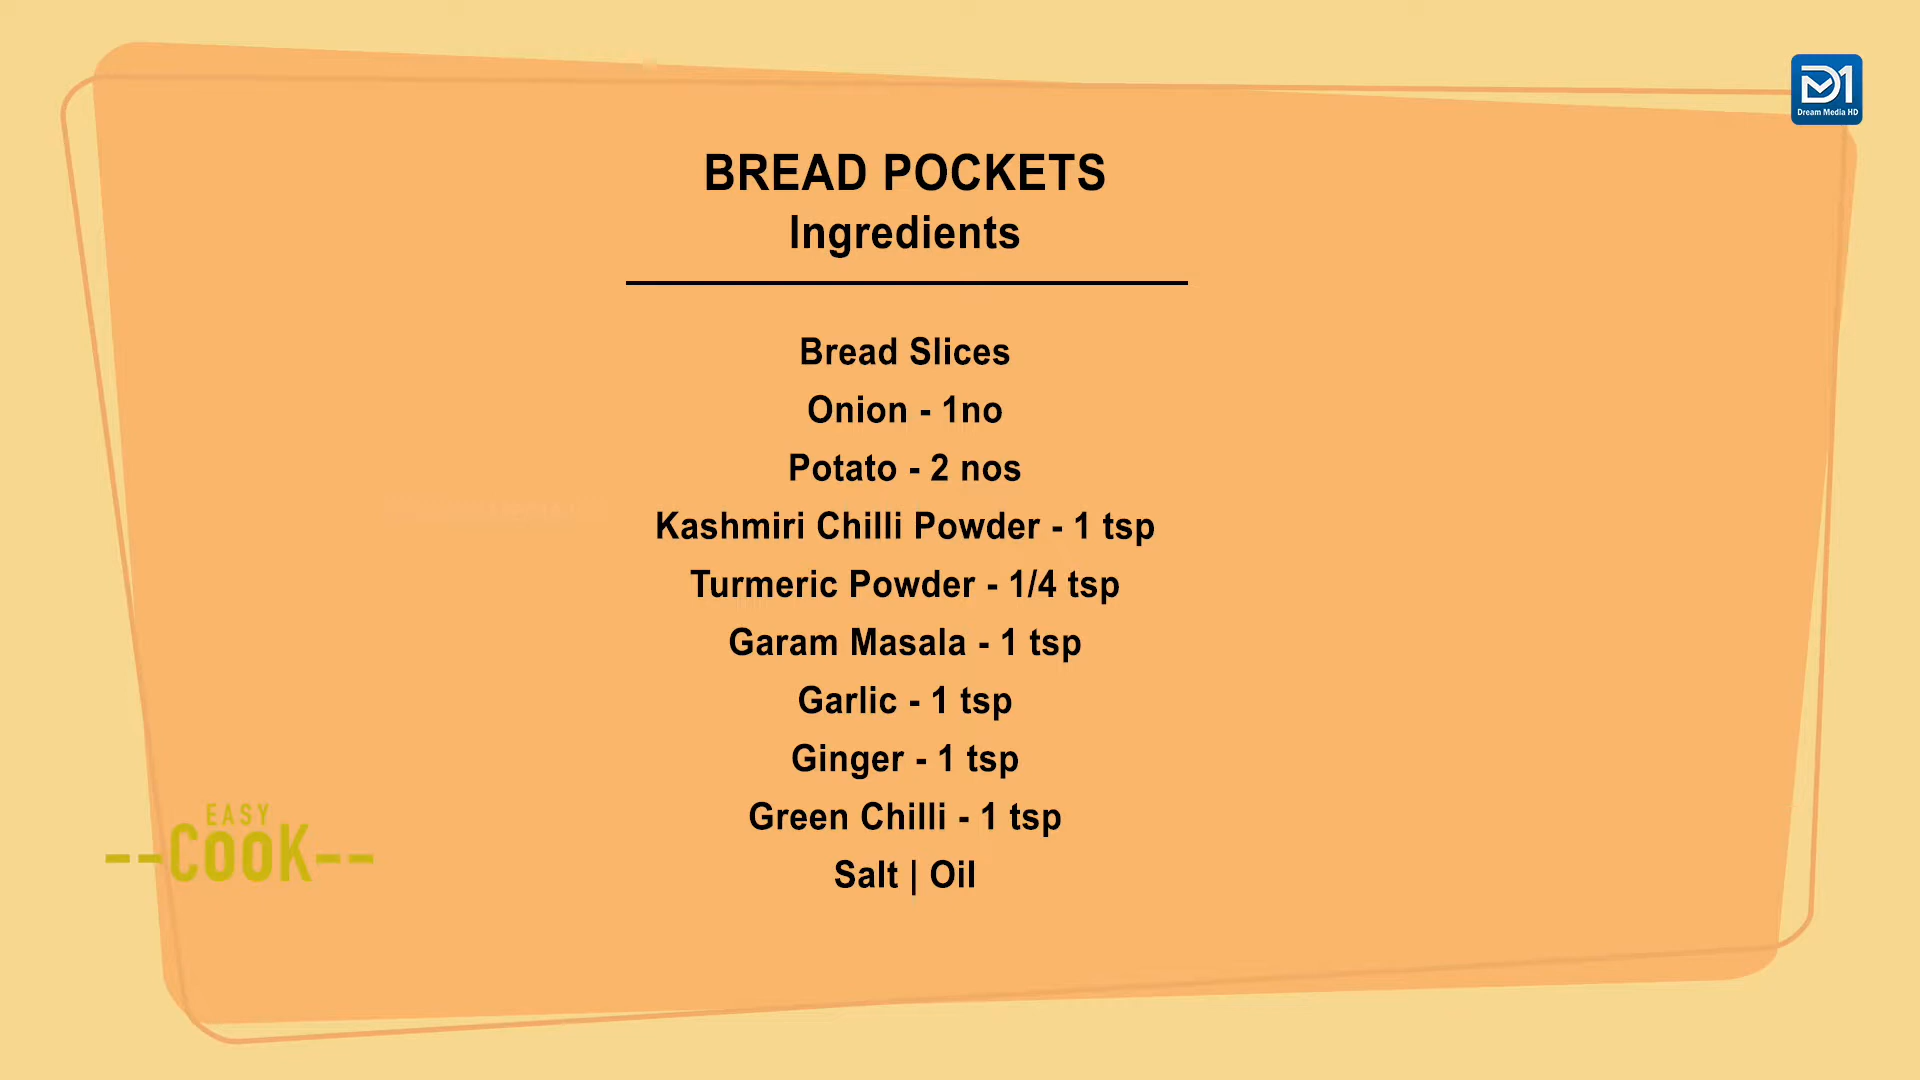 DM1
Dream Media HD
BREAD POCKETS
Ingredients
Bread Slices
Onion - 1no
Potato - 2 nos
Kashmiri Chilli Powder - 1 tsp
Turmeric Powder - 1/4 tsp
Garam Masala - 1 tsp
Garlic - 1 tsp
Ginger - 1 tsp
Green Chilli - 1 tsp
Salt | Oil
EASY
--COOK--